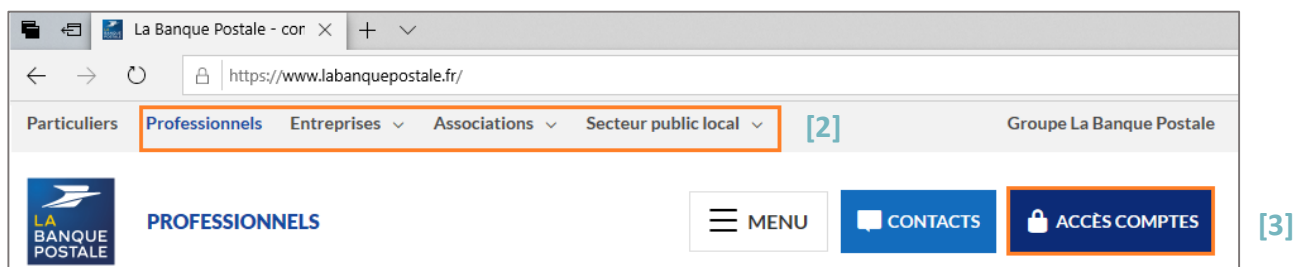 La Banque Postale - cor
https://www.labanquepostale.fr/
Particuliers Professionnels Entreprises Associations Secteur public local [2] Groupe La Banque Postale
LA
BANQUE
POSTALE
PROFESSIONNELS MENU CONTACTS ACCÈS COMPTES [3]